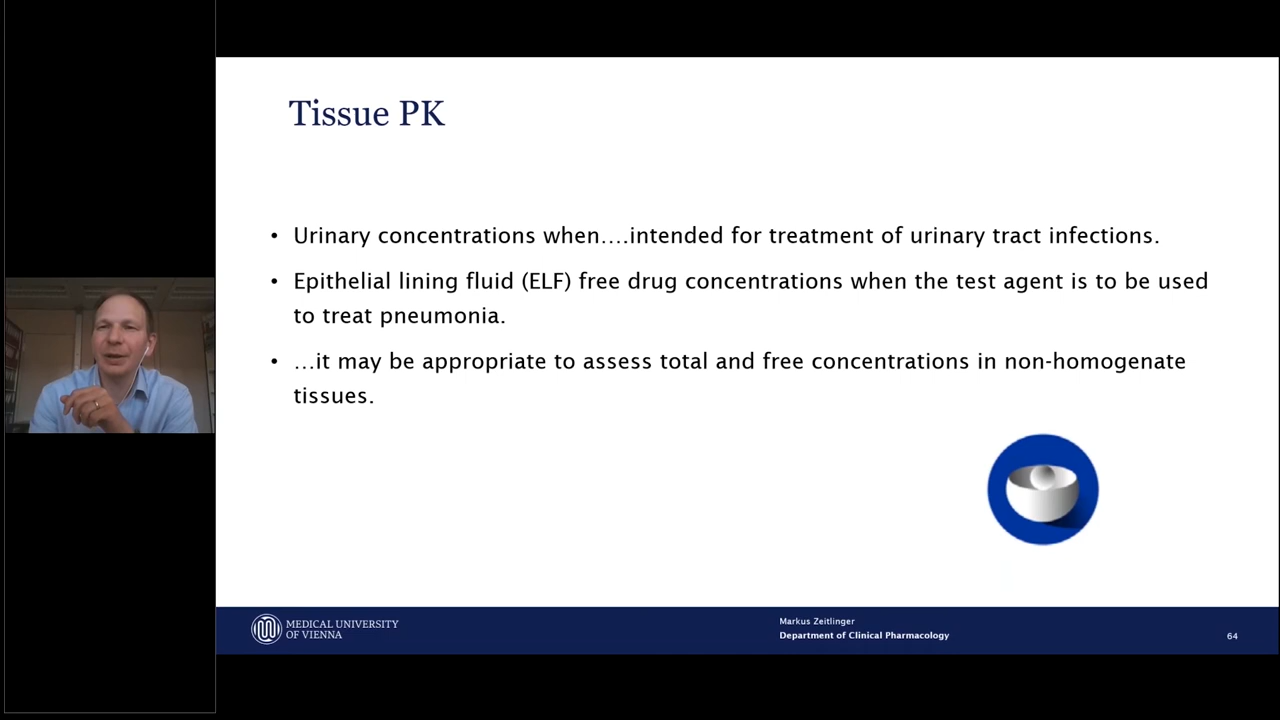 Tissue PK
• Urinary concentrations when....intended for treatment of urinary tract infections.
• Epithelial lining fluid (ELF) free drug concentrations when the test agent is to be used
to treat pneumonia.
• ...it may be appropriate to assess total and free concentrations in non-homogenate
tissues.
MEDICAL UNIVERSITY
OF VIENNA
Markus Zeitlinger
Department of Clinical Pharmacology
64